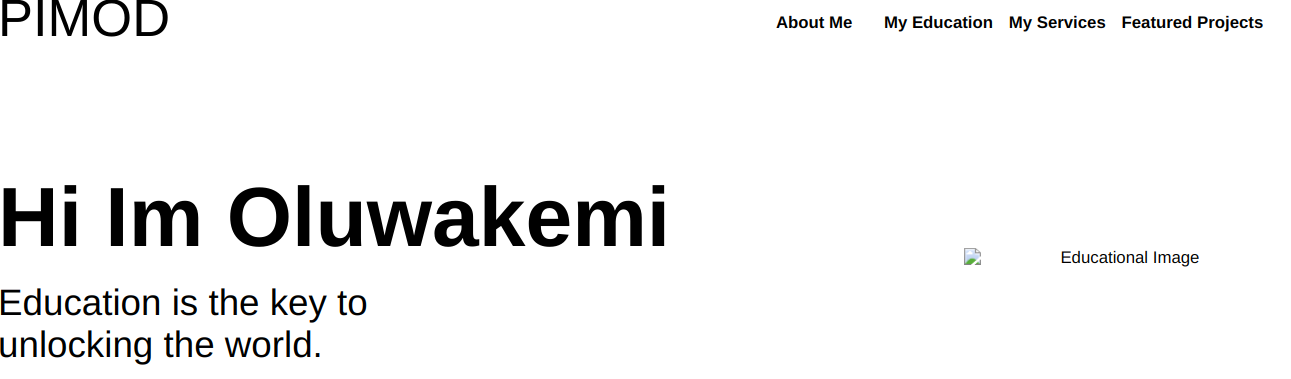 PIMOD
About Me My Education My Services Featured Projects
Hi Im Oluwakemi
Educational Image
Education is the key to
unlocking the world.